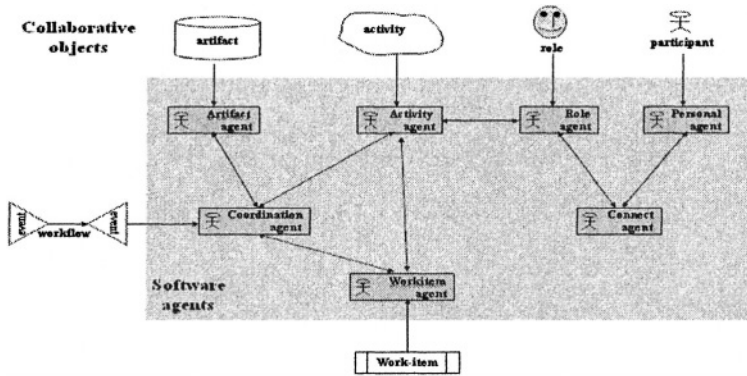 Collaborative
objects
artifact
activity
role
participant
Artifact
agent
Activity
agent
Role
agent
Personal
agent
event
workflow
event
Coordination
agent
Connect
agent
Software
agents
Workitem
agent
Work-item